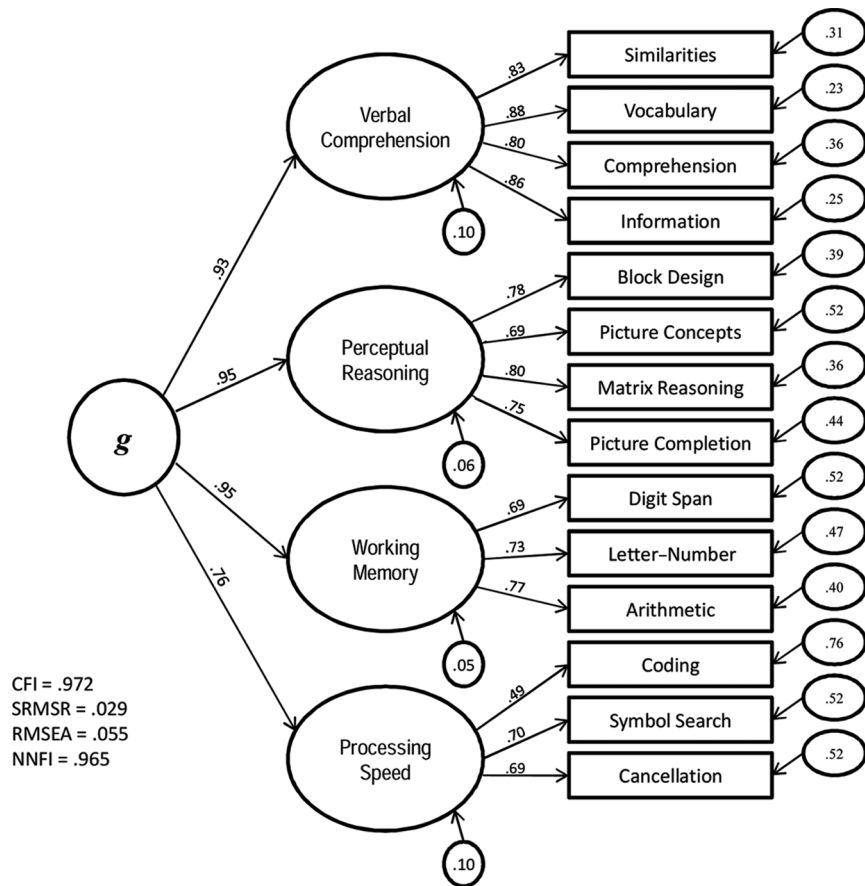 .31
.83
Similarities
Verbal
Comprehension
.88
Vocabulary
.23
.80
Comprehension
.36
.86
Information
.25
.10
.93
.78
Block Design
.39
Perceptual
Reasoning
.69
Picture Concepts
.52
.95
.80
Matrix Reasoning
.36
.75
Picture Completion
.44
g
.06
.95
.69
Digit Span
.52
Working
Memory
.73
Letter–Number
.47
.77
Arithmetic
.40
.76
.05
.49
Coding
.76
CFI = .972
SRMSR = .029
RMSEA = .055
NNFI = .965
Processing
Speed
.70
Symbol Search
.52
.69
Cancellation
.52
.10